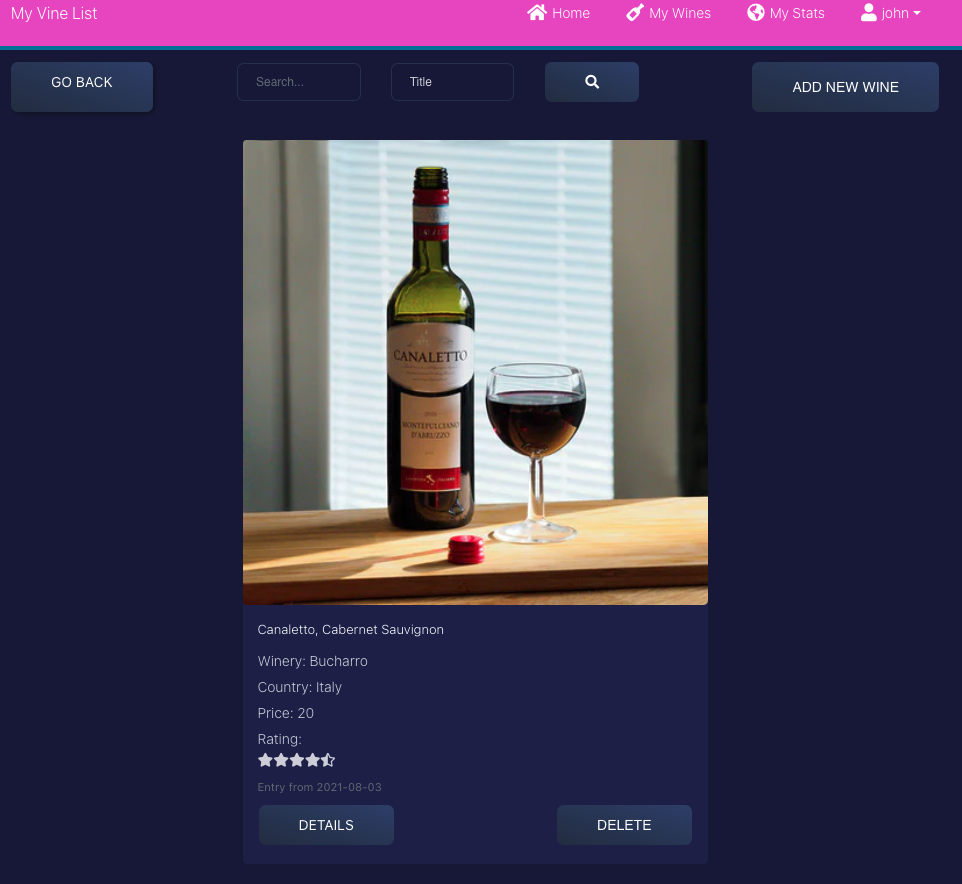 My Vine List
Home
My Wines
My Stats
john
GO BACK
Search...
Title
ADD NEW WINE
CANALETTO
MONTEPULCIANO
D'ABRUZZO
Canaletto, Cabernet Sauvignon
Winery: Bucharro
Country: Italy
Price: 20
Rating:
Entry from 2021-08-03
DETAILS
DELETE